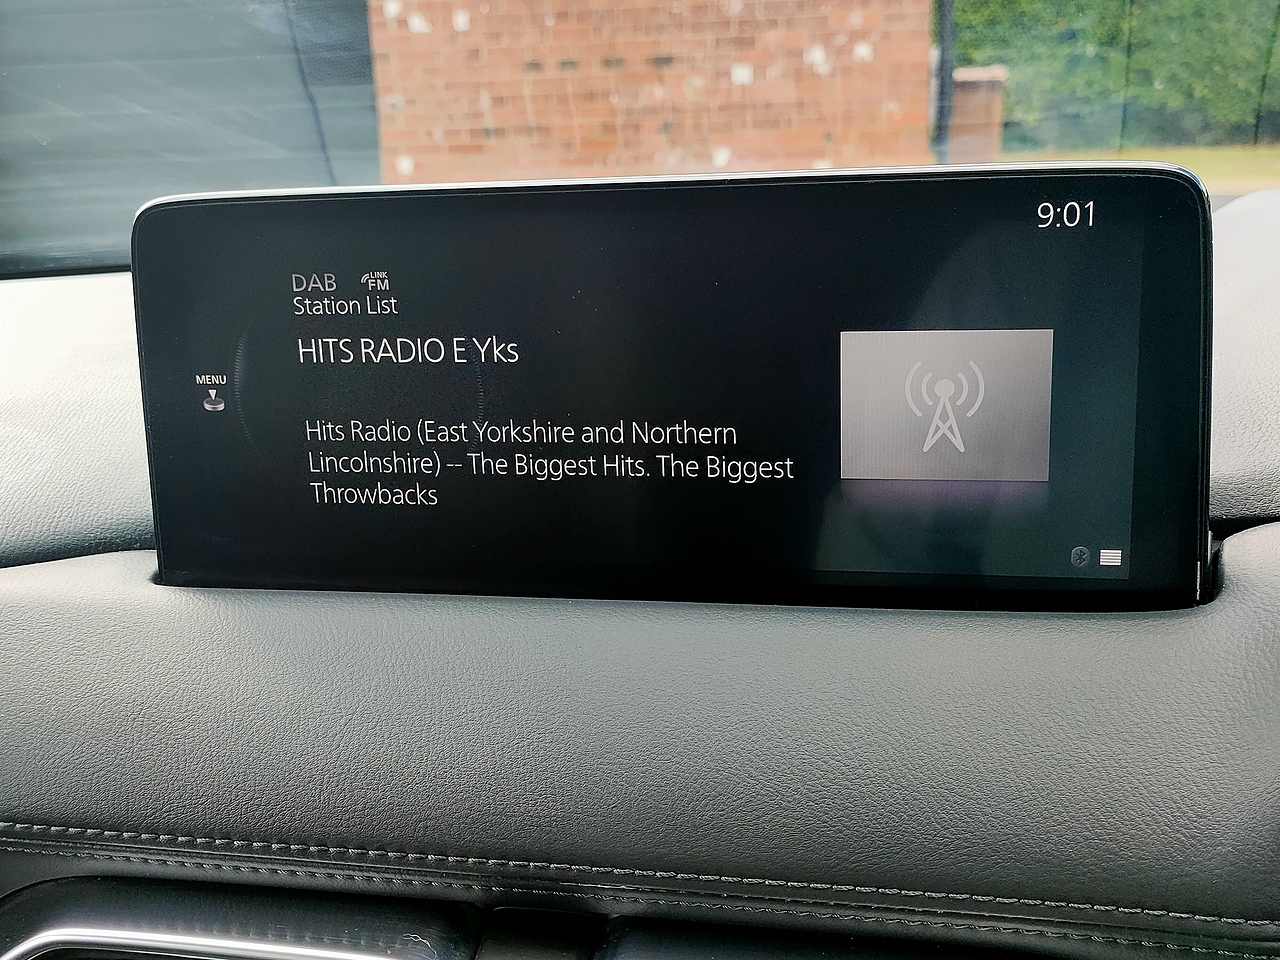 9:01
DAB LINK FM
Station List
HITS RADIO E Yks
MENU
Hits Radio (East Yorkshire and Northern
Lincolnshire) -- The Biggest Hits. The Biggest
Throwbacks